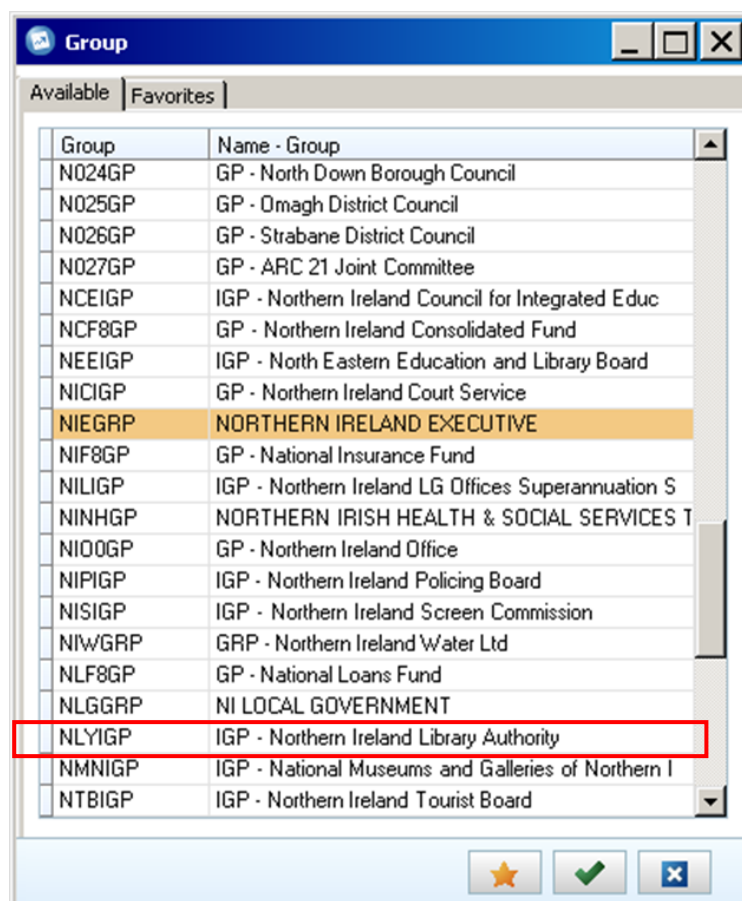 Group
Available Favorites
Group Name - Group
N024GP GP - North Down Borough Council
N025GP GP - Omagh District Council
N026GP GP - Strabane District Council
N027GP GP - ARC 21 Joint Committee
NCEIGP IGP - Northern Ireland Council for Integrated Educ
NCF8GP GP - Northern Ireland Consolidated Fund
NEEIGP IGP - North Eastern Education and Library Board
NICIGP GP - Northern Ireland Court Service
NIEGRP NORTHERN IRELAND EXECUTIVE
NIF8GP GP - National Insurance Fund
NILIGP IGP - Northern Ireland LG Offices Superannuation S
NINHGP NORTHERN IRISH HEALTH & SOCIAL SERVICES T
NIO0GP GP - Northern Ireland Office
NIPIGP IGP - Northern Ireland Policing Board
NISIGP IGP - Northern Ireland Screen Commission
NIWGRP GRP - Northern Ireland Water Ltd
NLF8GP GP - National Loans Fund
NLGGRP NI LOCAL GOVERNMENT
NLYIGP IGP - Northern Ireland Library Authority
NMNIGP IGP - National Museums and Galleries of Northern I
NTBIGP IGP - Northern Ireland Tourist Board